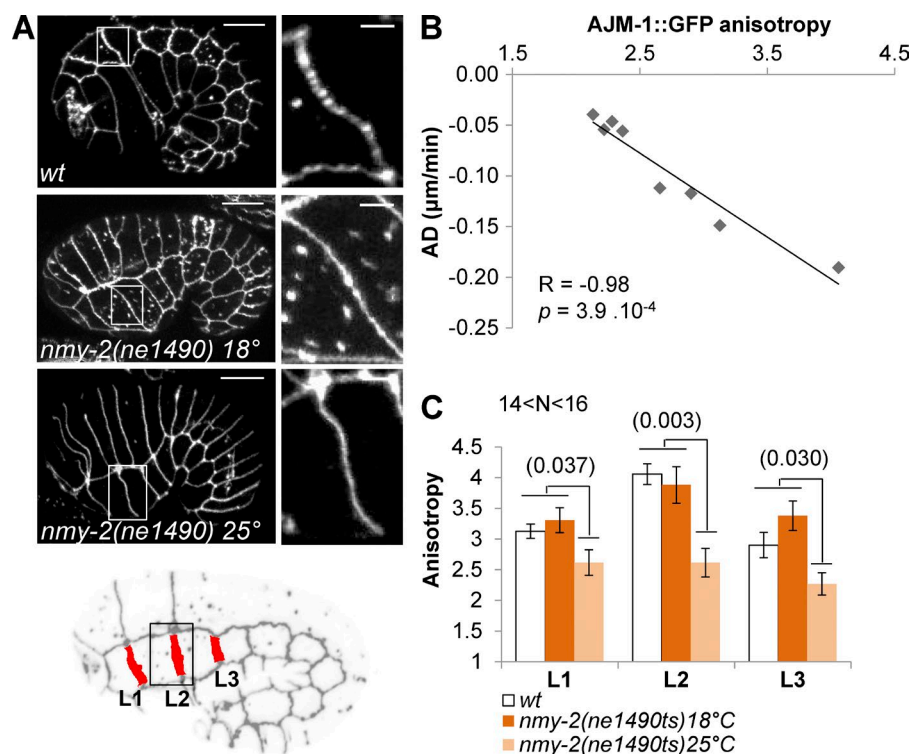 A
wt
nmy-2(ne1490) 18°
nmy-2(ne1490) 25°
L1
L2
L3
B
AJM-1::GFP anisotropy
1.5 2.5 3.5 4.5
0.00
-0.05
-0.10
-0.15
-0.20
-0.25
AD (µm/min)
R = -0.98
p = 3.9 .10-4
C
14<N<16
(0.037)
(0.003)
(0.030)
4.5
4
3.5
3
2.5
2
1.5
1
Anisotropy
L1 L2 L3
wt
nmy-2(ne1490ts)18°C
nmy-2(ne1490ts)25°C